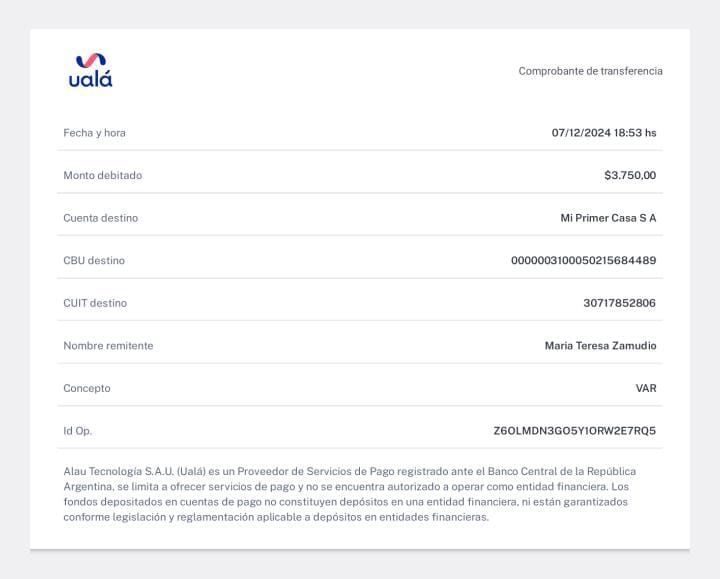 ualá
Comprobante de transferencia
Fecha y hora 07/12/2024 18:53 hs
Monto debitado $3.750,00
Cuenta destino Mi Primer Casa S A
CBU destino 0000003100050215684489
CUIT destino 30717852806
Nombre remitente Maria Teresa Zamudio
Concepto VAR
Id Op. Z6OLMDN3GO5Y1ORW2E7RQ5
Alau Tecnología S.A.U. (Ualá) es un Proveedor de Servicios de Pago registrado ante el Banco Central de la República
Argentina, se limita a ofrecer servicios de pago y no se encuentra autorizado a operar como entidad financiera. Los
fondos depositados en cuentas de pago no constituyen depósitos en una entidad financiera, ni están garantizados
conforme legislación y reglamentación aplicable a depósitos en entidades financieras.